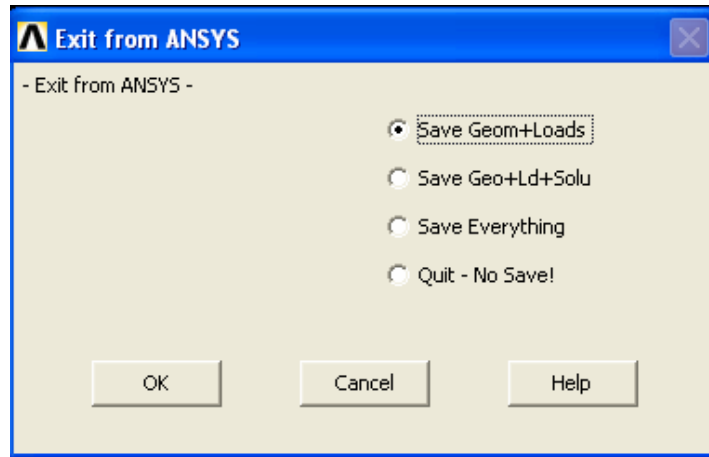 Exit from ANSYS
- Exit from ANSYS -
Save Geom+Loads
Save Geo+Ld+Solu
Save Everything
Quit - No Save!
OK Cancel Help